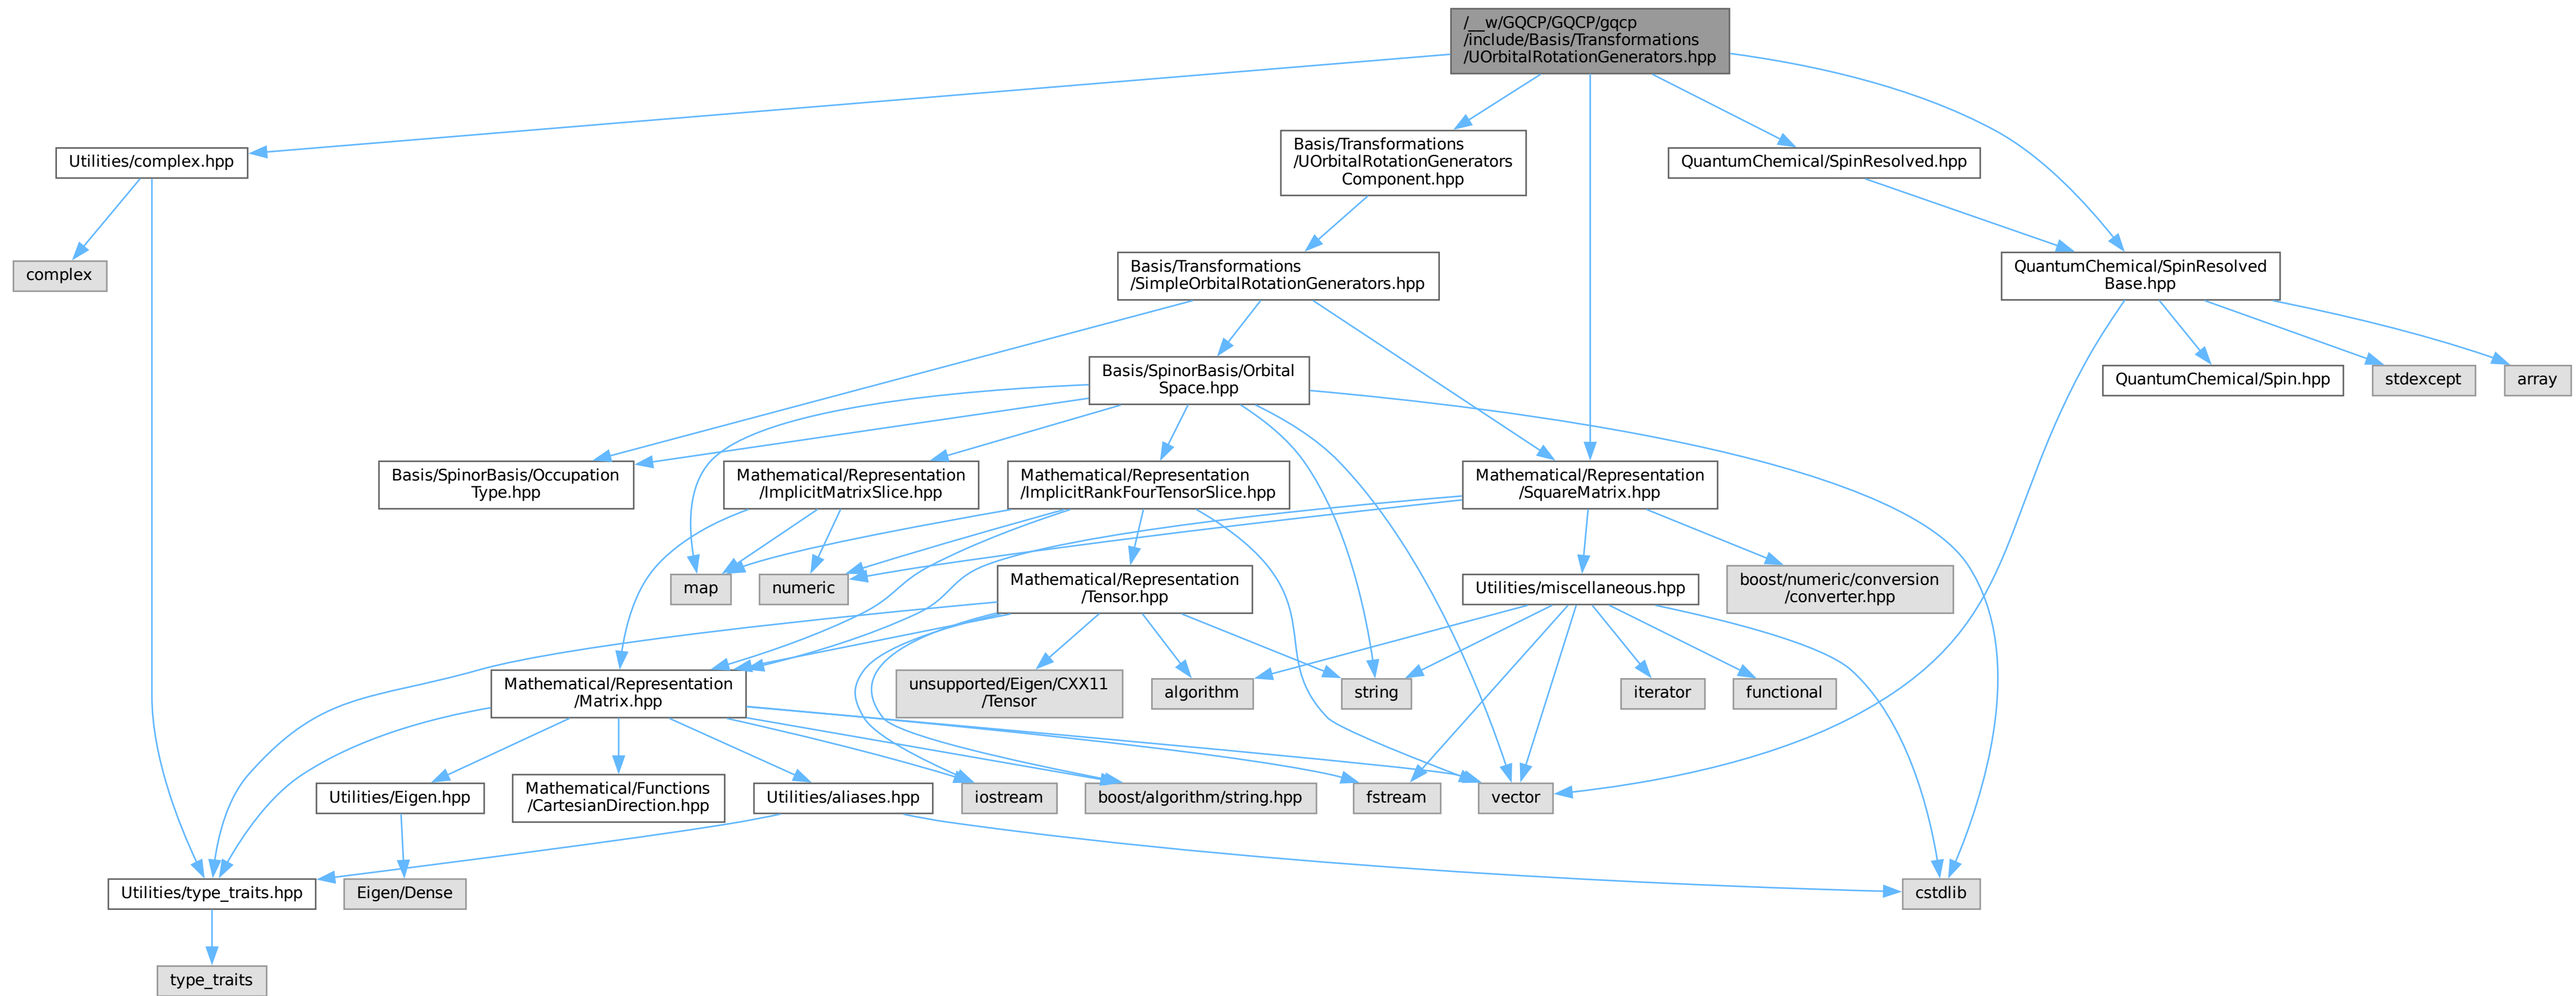 /__w/GQCP/GQCP/gqcp
/include/Basis/Transformations
/UOrbitalRotationGenerators.hpp
Utilities/complex.hpp
Basis/Transformations
/UOrbitalRotationGenerators
Component.hpp
QuantumChemical/SpinResolved.hpp
complex
Basis/Transformations
/SimpleOrbitalRotationGenerators.hpp
QuantumChemical/SpinResolved
Base.hpp
Basis/SpinorBasis/Orbital
Space.hpp
QuantumChemical/Spin.hpp
stdexcept
array
Basis/SpinorBasis/Occupation
Type.hpp
Mathematical/Representation
/ImplicitMatrixSlice.hpp
Mathematical/Representation
/ImplicitRankFourTensorSlice.hpp
Mathematical/Representation
/SquareMatrix.hpp
map
numeric
Mathematical/Representation
/Tensor.hpp
Utilities/miscellaneous.hpp
boost/numeric/conversion
/converter.hpp
Mathematical/Representation
/Matrix.hpp
unsupported/Eigen/CXX11
/Tensor
algorithm
string
iterator
functional
Utilities/Eigen.hpp
Mathematical/Functions
/CartesianDirection.hpp
Utilities/aliases.hpp
iostream
boost/algorithm/string.hpp
fstream
vector
Utilities/type_traits.hpp
Eigen/Dense
cstdlib
type_traits